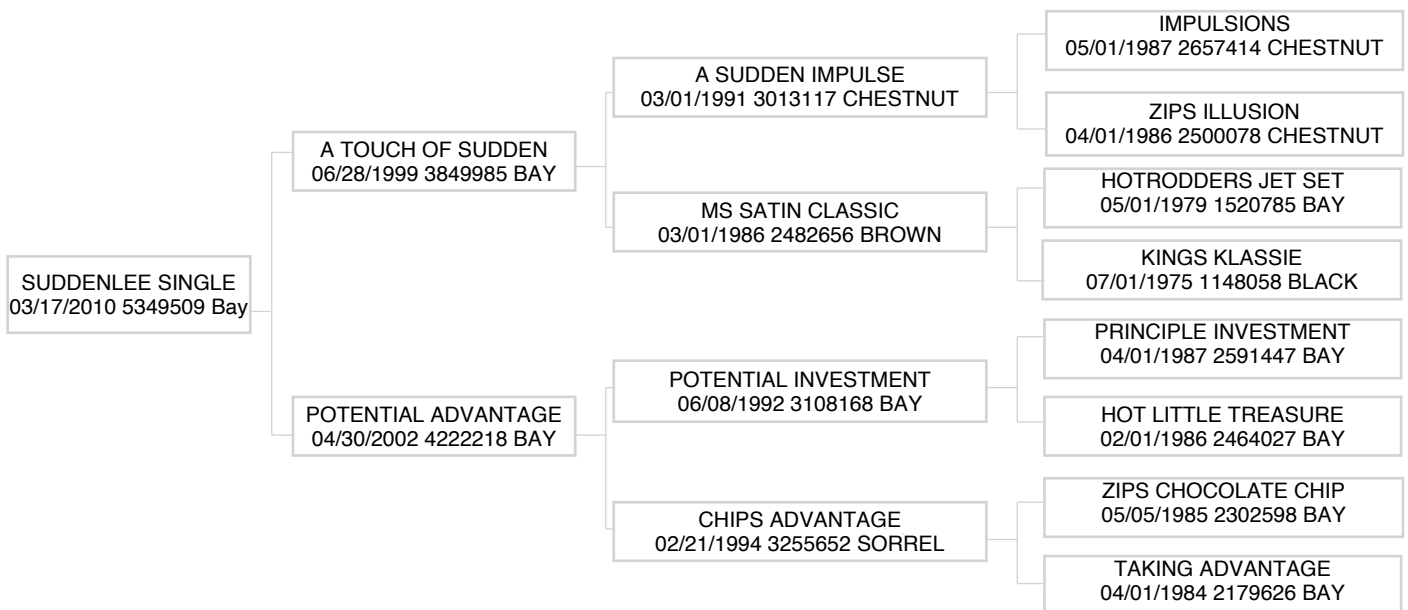 SUDDENLEE SINGLE
03/17/2010 5349509 Bay
A TOUCH OF SUDDEN
06/28/1999 3849985 BAY
POTENTIAL ADVANTAGE
04/30/2002 4222218 BAY
A SUDDEN IMPULSE
03/01/1991 3013117 CHESTNUT
MS SATIN CLASSIC
03/01/1986 2482656 BROWN
POTENTIAL INVESTMENT
06/08/1992 3108168 BAY
CHIPS ADVANTAGE
02/21/1994 3255652 SORREL
IMPULSIONS
05/01/1987 2657414 CHESTNUT
ZIPS ILLUSION
04/01/1986 2500078 CHESTNUT
HOTRODDERS JET SET
05/01/1979 1520785 BAY
KINGS KLASSIE
07/01/1975 1148058 BLACK
PRINCIPLE INVESTMENT
04/01/1987 2591447 BAY
HOT LITTLE TREASURE
02/01/1986 2464027 BAY
ZIPS CHOCOLATE CHIP
05/05/1985 2302598 BAY
TAKING ADVANTAGE
04/01/1984 2179626 BAY